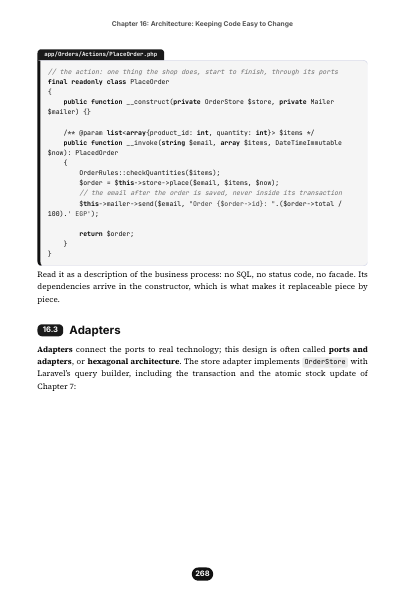 Chapter 16: Architecture: Keeping Code Easy to Change
app/Orders/Actions/PlaceOrder.php
// the action: one thing the shop does, start to finish, through its ports
final readonly class PlaceOrder
{
    public function __construct(private OrderStore $store, private Mailer
$mailer) {}
    /** @param list<array{product_id: int, quantity: int}> $items */
    public function __invoke(string $email, array $items, DateTimeImmutable
$now): PlacedOrder
    {
        OrderRules::checkQuantities($items);
        $order = $this->store->place($email, $items, $now);
        // the email after the order is saved, never inside its transaction
        $this->mailer->send($email, "Order {$order->id}: ".($order->total /
100).' EGP');
        return $order;
    }
}
Read it as a description of the business process: no SQL, no status code, no facade. Its
dependencies arrive in the constructor, which is what makes it replaceable piece by
piece.
16.3 Adapters
Adapters connect the ports to real technology; this design is often called ports and
adapters, or hexagonal architecture. The store adapter implements OrderStore with
Laravel's query builder, including the transaction and the atomic stock update of
Chapter 7:
268